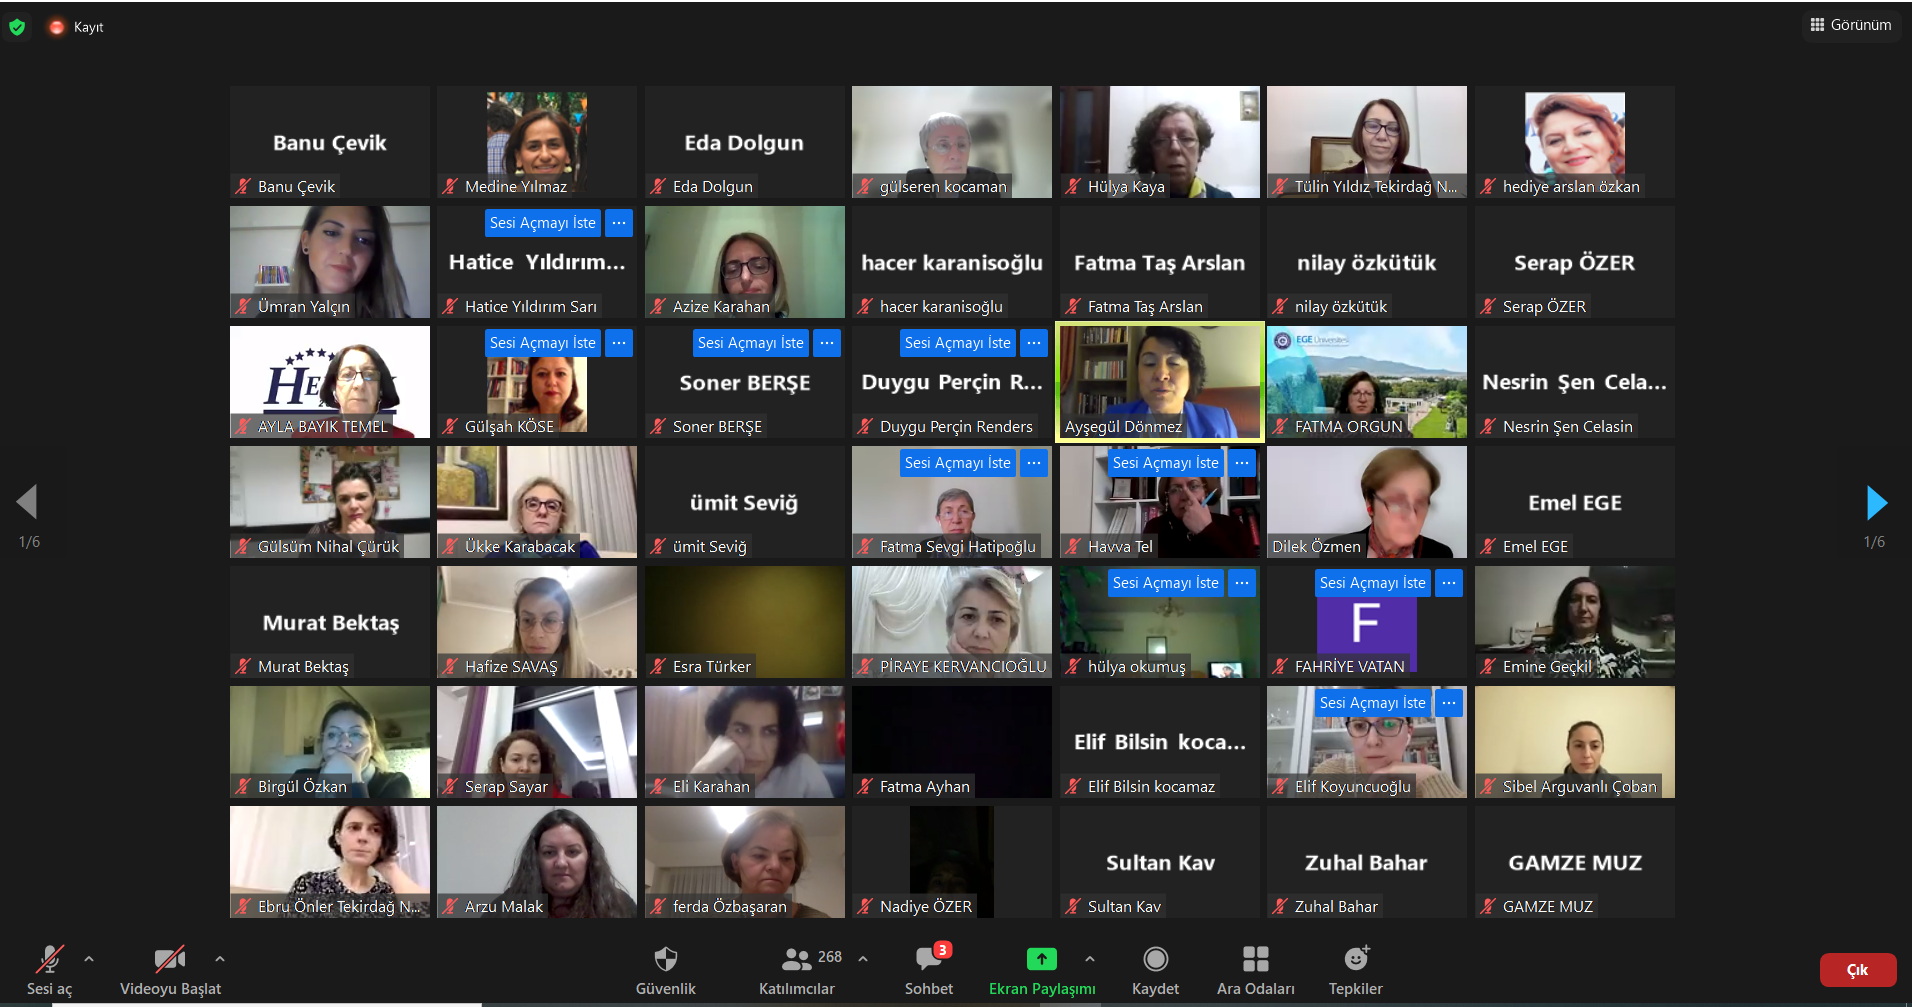 Kayıt
Görünüm
Banu Çevik
Banu Çevik
Medine Yılmaz
Eda Dolgun
Eda Dolgun
gülseren kocaman
Hülya Kaya
Tülin Yıldız Tekirdağ N...
hediye arslan özkan
Ümran Yalçın
Sesi Açmayı İste ...
Hatice Yıldırım...
Hatice Yıldırım Sarı
Azize Karahan
hacer karanisoğlu
hacer karanisoğlu
Fatma Taş Arslan
Fatma Taş Arslan
nilay özkütük
nilay özkütük
Serap ÖZER
Serap ÖZER
AYLA BAYIK TEMEL
Sesi Açmayı İste ...
Gülşah KÖSE
Sesi Açmayı İste ...
Soner BERŞE
Soner BERŞE
Sesi Açmayı İste ...
Duygu Perçin R...
Duygu Perçin Renders
Ayşegül Dönmez
EGE Üniversitesi
FATMA ORGUN
Nesrin Şen Cela...
Nesrin Şen Celasin
Gülsüm Nihal Çürük
Ükke Karabacak
ümit Seviğ
ümit Seviğ
Sesi Açmayı İste ...
Fatma Sevgi Hatipoğlu
Sesi Açmayı İste ...
Havva Tel
Dilek Özmen
Emel EGE
Emel EGE
1/6
1/6
Murat Bektaş
Murat Bektaş
Hafize SAVAŞ
Esra Türker
PİRAYE KERVANCIOĞLU
Sesi Açmayı İste ...
hülya okumuş
Sesi Açmayı İste ...
F
FAHRİYE VATAN
Emine Geçkil
Birgül Özkan
Serap Sayar
Eli Karahan
Fatma Ayhan
Elif Bilsin koca...
Elif Bilsin kocamaz
Sesi Açmayı İste ...
Elif Koyuncuoğlu
Sibel Arguvanlı Çoban
Ebru Önler Tekirdağ N...
Arzu Malak
ferda Özbaşaran
Nadiye ÖZER
Sultan Kav
Sultan Kav
Zuhal Bahar
Zuhal Bahar
GAMZE MUZ
GAMZE MUZ
Sesi aç
Videoyu Başlat
Güvenlik
268
Katılımcılar
3
Sohbet
Ekran Paylaşımı
Kaydet
Ara Odaları
Tepkiler
Çık